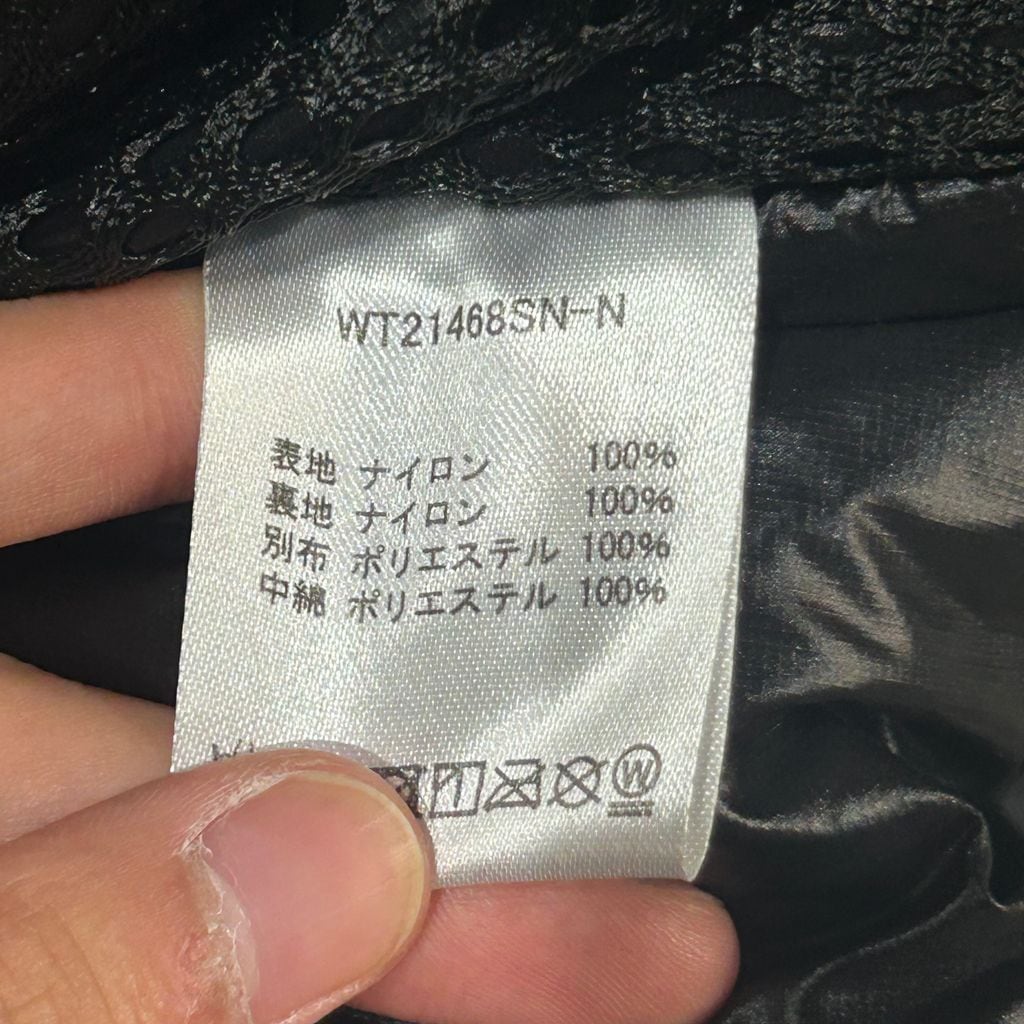 WT21468SN-N
表地 ナイロン 100%
裏地 ナイロン 100%
別布 ポリエステル 100%
中綿 ポリエステル 100%
W